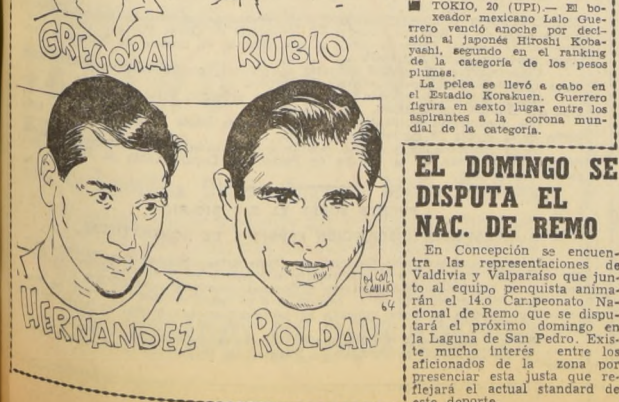 GREGORAT
RUBIO
HERNANDEZ
ROLDAN
64
TOKIO, 20 (UPI).— El bo-
xeador mexicano Lalo Gue-
rrero venció anoche por deci-
sión al japonés Hiroshi Koba-
yashi, segundo en el ranking
de la categoría de los pesos
plumas.
La pelea se llevó a cabo en
el Estadio Korakuen. Guerrero
figura en sexto lugar entre los
aspirantes a la corona mun-
dial de la categoría.
EL DOMINGO SE
DISPUTA EL
NAC. DE REMO
En Concepción se encuen-
tra las representaciones de
Valdivia y Valparaíso que jun-
to al equipo penquista anima-
rán el 14.o Campeonato Na-
cional de Remo que se dispu-
tará el próximo domingo en
la Laguna de San Pedro. Exis-
te mucho interés entre los
aficionados de la zona por
presenciar esta justa que re-
flejará el actual standard de
este deporte.